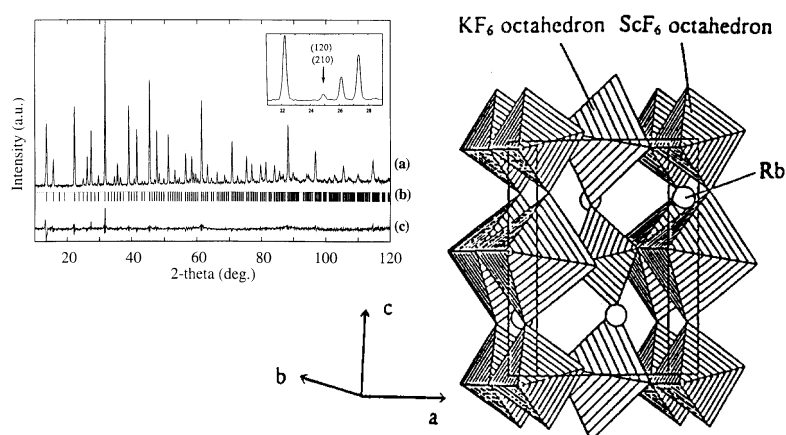 KF6 octahedron
ScF6 octahedron
Rb
Intensity (a.u.)
(120)
(210)
22 24 26 28
(a)
(b)
(c)
20 40 60 80 100 120
2-theta (deg.)
c
b
a